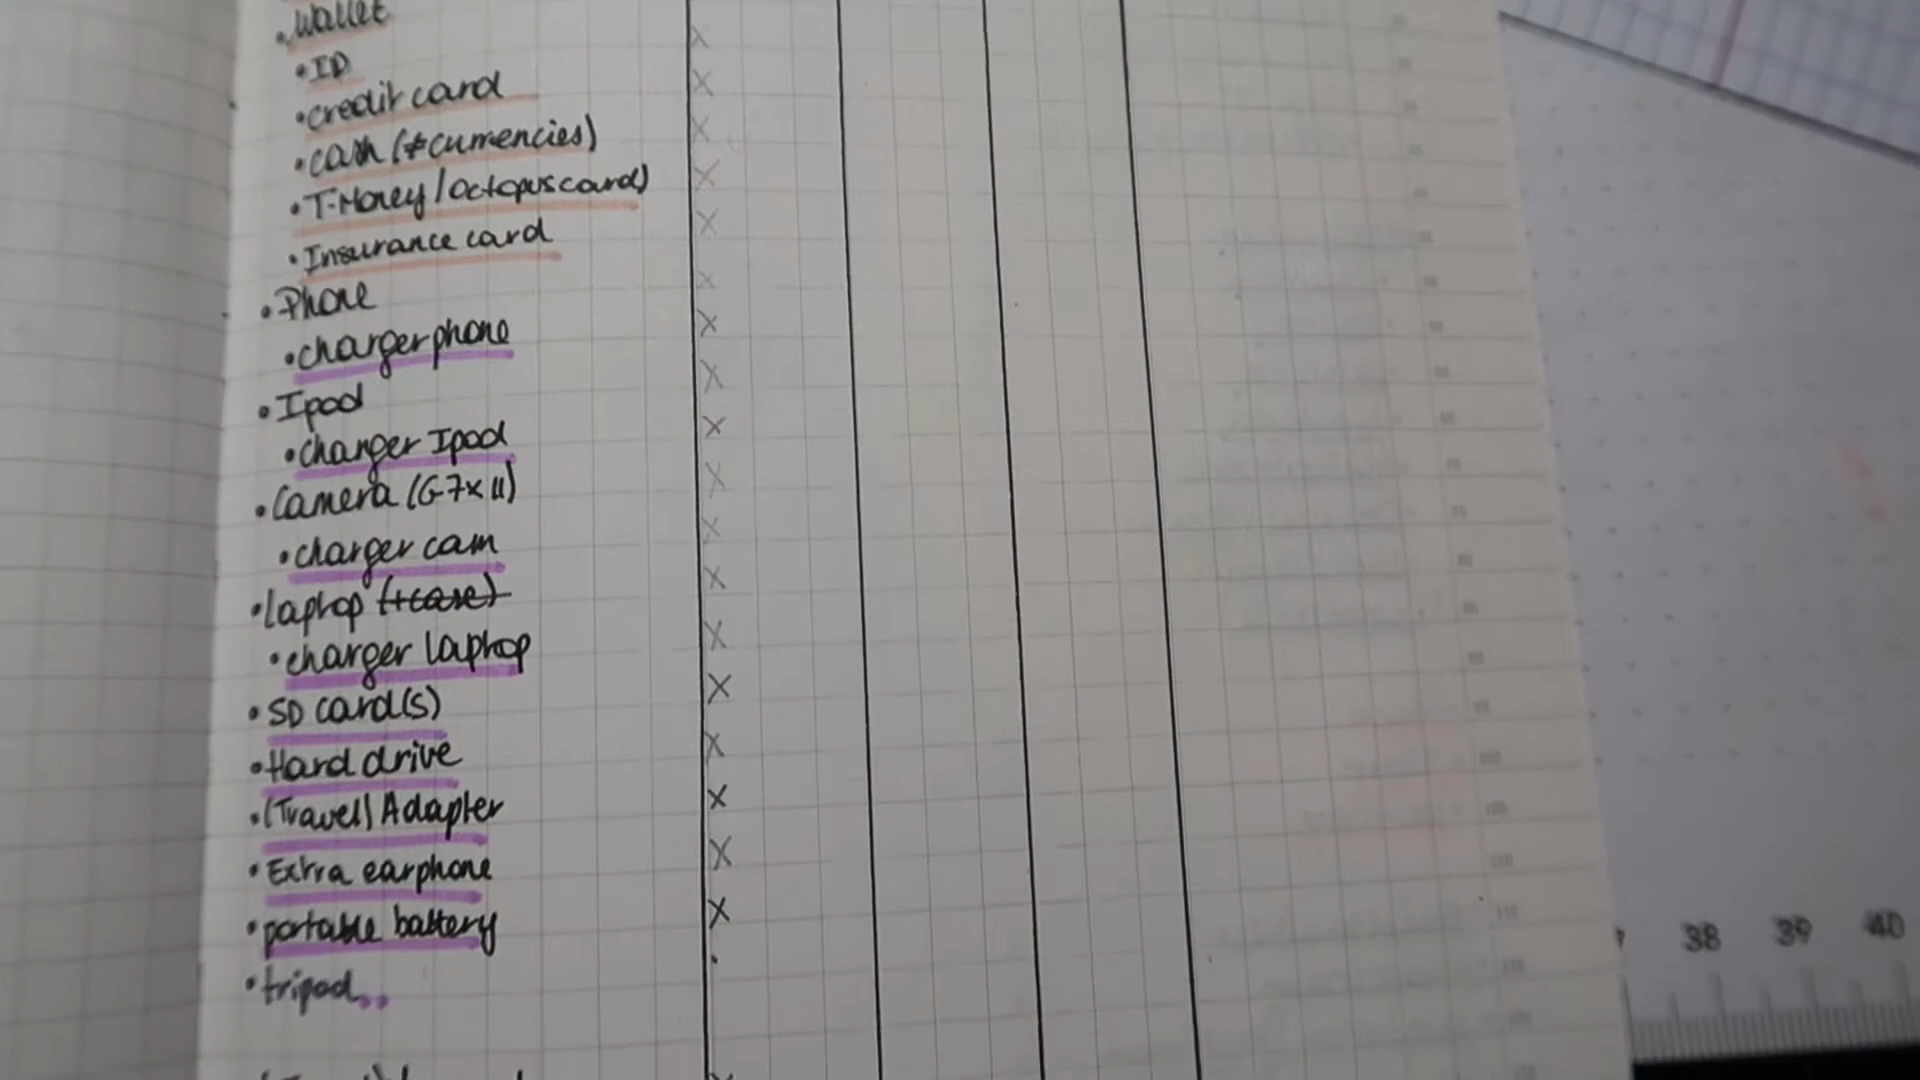 • Wallet
• ID
• credit card
• cash (≠ currencies)
• T-Money / Octopus card)
• Insurance card
• Phone
• charger phone
• Ipod
• charger Ipod
• Camera (G7x II)
• charger cam
• laptop (+case)
• charger laptop
• SD card(s)
• Hard drive
• (Travel) Adapter
• Extra earphone
• portable battery
• tripod..
38 39 40